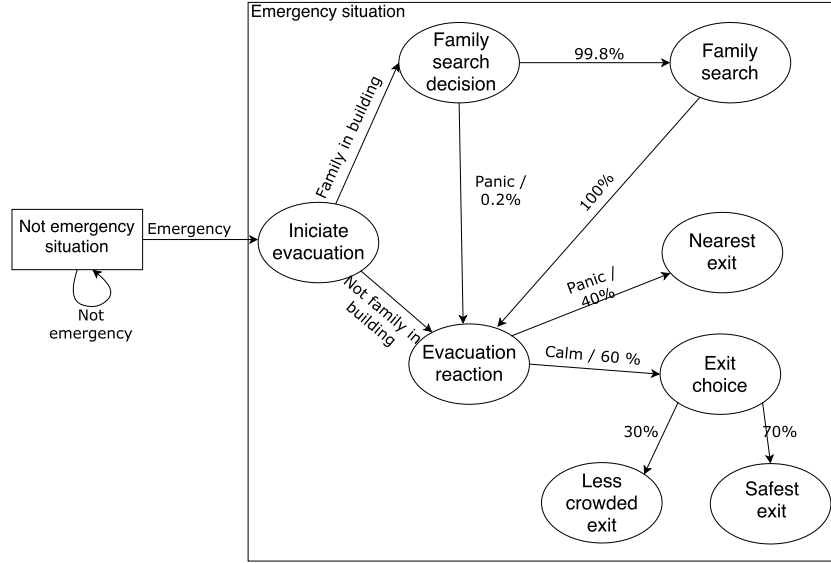 Emergency situation
Family
search
decision
99.8%
Family
search
Family in building
Panic /
0.2%
100%
Not emergency
situation
Emergency
Iniciate
evacuation
Nearest
exit
Not
emergency
Not family in
building
Panic /
40%
Evacuation
reaction
Calm / 60 %
Exit
choice
30%
70%
Less
crowded
exit
Safest
exit